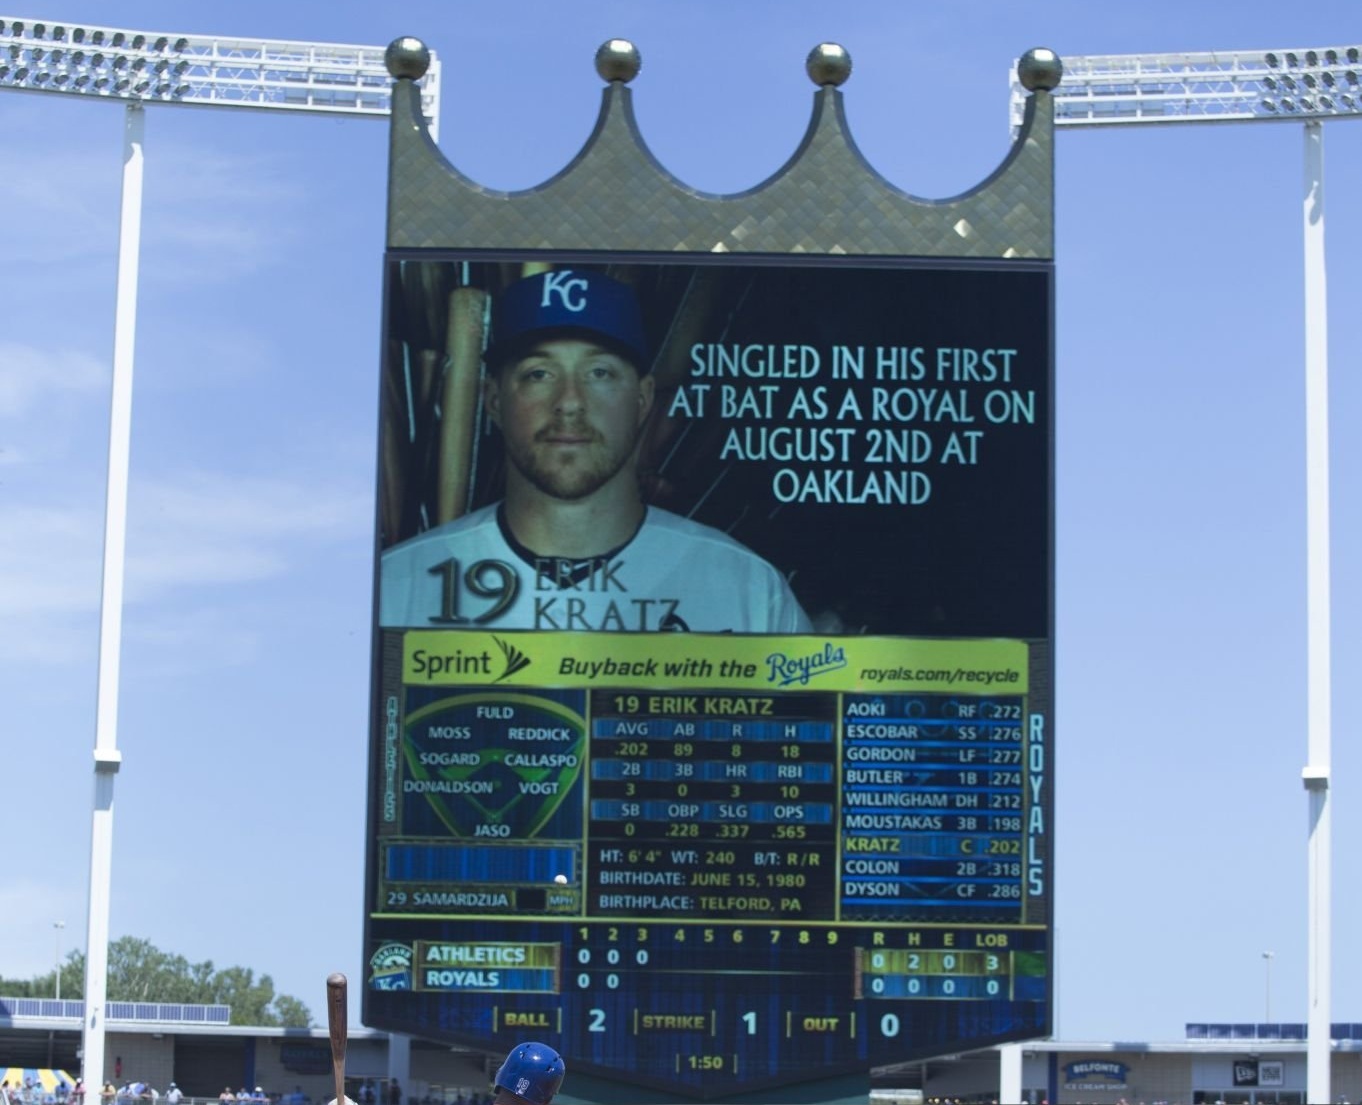 KC
SINGLED IN HIS FIRST
AT BAT AS A ROYAL ON
AUGUST 2ND AT
OAKLAND
19 ERIK
KRATZ
Sprint Buyback with the Royals royals.com/recycle
ATHLETICS
FULD
MOSS REDDICK
SOGARD CALLASPO
DONALDSON VOGT
JASO
29 SAMARDZIJA MPH
19 ERIK KRATZ
AVG AB R H
.202 89 8 18
2B 3B HR RBI
3 0 3 10
SB OBP SLG OPS
0 .228 .337 .565
HT: 6' 4" WT: 240 B/T: R/R
BIRTHDATE: JUNE 15, 1980
BIRTHPLACE: TELFORD, PA
AOKI RF .272
ESCOBAR SS .276
GORDON LF .277
BUTLER 1B .274
WILLINGHAM DH .212
MOUSTAKAS 3B .198
KRATZ C .202
COLON 2B .318
DYSON CF .286
ROYALS
1 2 3 4 5 6 7 8 9 R H E LOB
ATHLETICS 0 0 0 0 2 0 3
ROYALS 0 0 0 0 0 0
BALL 2 STRIKE 1 OUT 0
1:50
19
BELFONTE
ICE CREAM SHOP